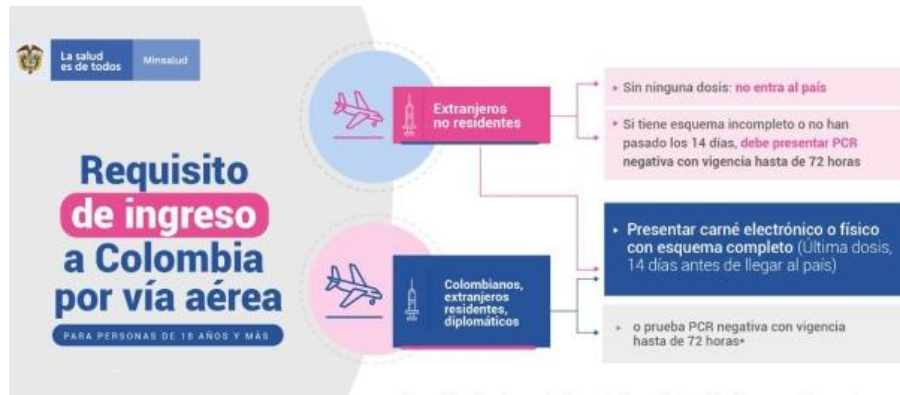 La salud
es de todos
Minsalud
Requisito
de ingreso
a Colombia
por vía aérea
PARA PERSONAS DE 18 AÑOS Y MÁS
Extranjeros
no residentes
Sin ninguna dosis: no entra al país
Si tiene esquema incompleto o no han
pasado los 14 días, debe presentar PCR
negativa con vigencia hasta de 72 horas
Colombianos,
extranjeros
residentes,
diplomáticos
Presentar carné electrónico o físico
con esquema completo (Última dosis,
14 días antes de llegar al país)
o prueba PCR negativa con vigencia
hasta de 72 horas*